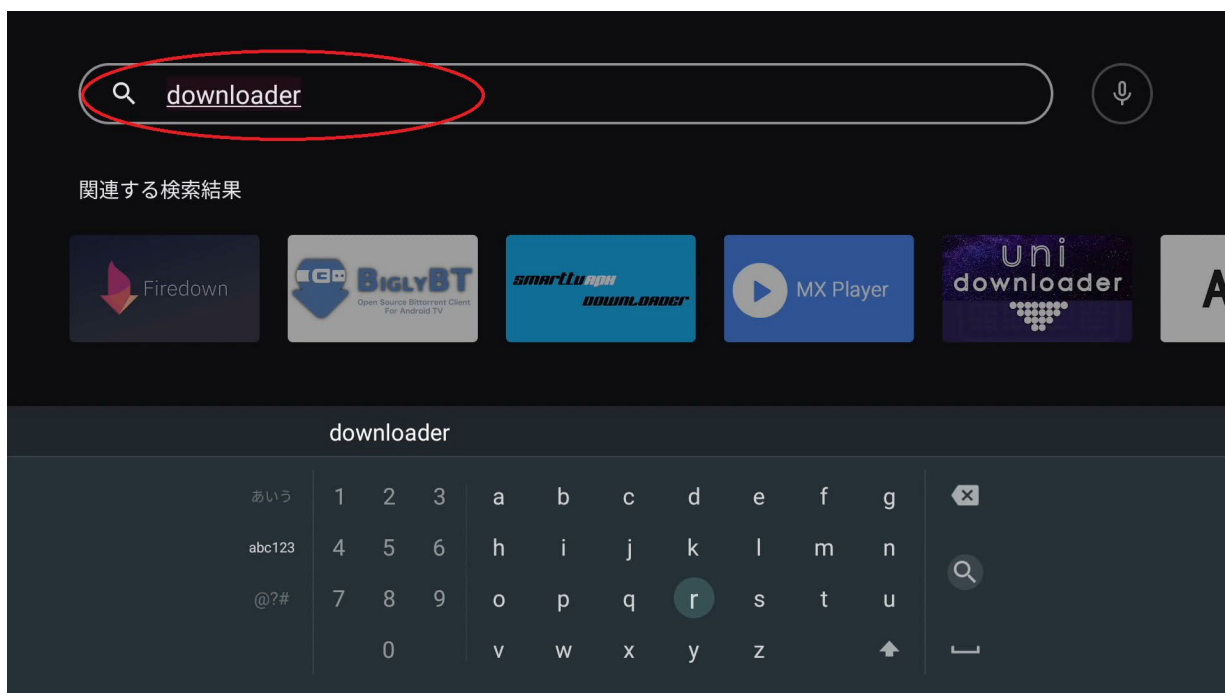 downloader
関連する検索結果
Firedown
BIGLYBT
Open Source Bittorrent Client
For Android TV
smarttvapk
DOWNLOADER
MX Player
uni
downloader
A
downloader
あいう 1 2 3 a b c d e f g
abc123 4 5 6 h i j k l m n
@?# 7 8 9 o p q r s t u
0 v w x y z